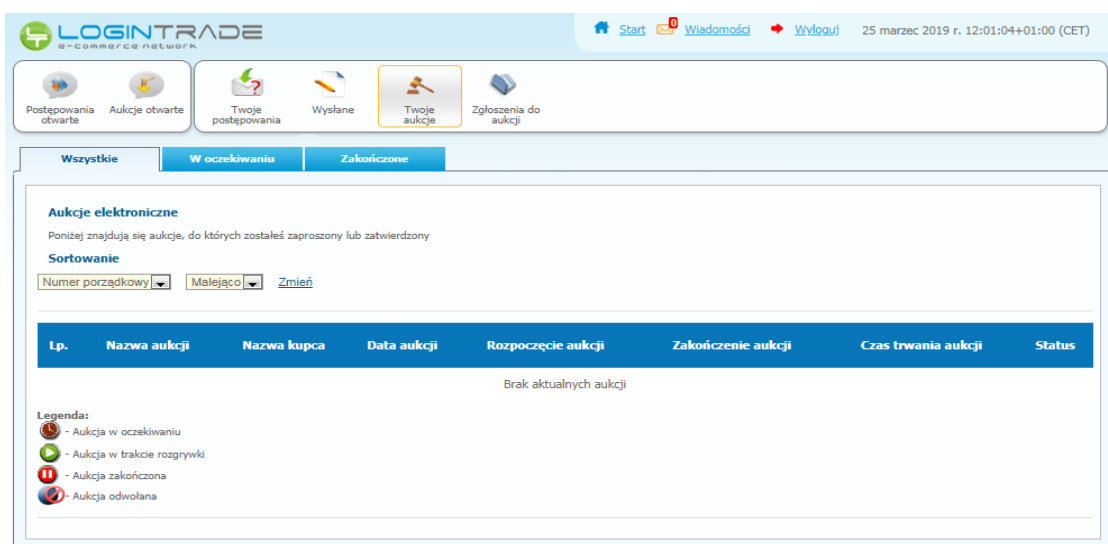 LOGINTRADE
e-commerce network
Start 0 Wiadomości Wyloguj 25 marzec 2019 r. 12:01:04+01:00 (CET)
Postępowania otwarte
Aukcje otwarte
Twoje postępowania
Wysłane
Twoje aukcje
Zgłoszenia do aukcji
Wszystkie W oczekiwaniu Zakończone
Aukcje elektroniczne
Poniżej znajdują się aukcje, do których zostałeś zaproszony lub zatwierdzony
Sortowanie
Numer porządkowy Malejąco Zmień
Lp. Nazwa aukcji Nazwa kupca Data aukcji Rozpoczęcie aukcji Zakończenie aukcji Czas trwania aukcji Status
Brak aktualnych aukcji
Legenda:
- Aukcja w oczekiwaniu
- Aukcja w trakcie rozgrywki
- Aukcja zakończona
- Aukcja odwołana